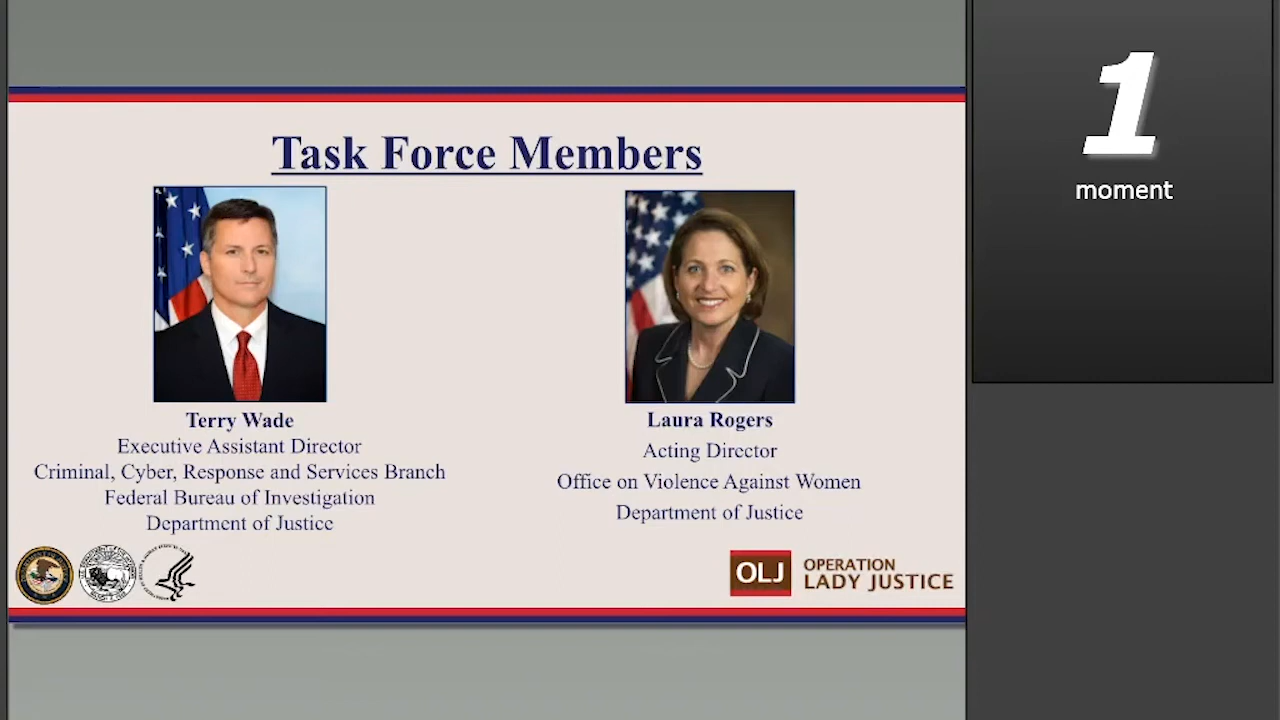 Task Force Members
Terry Wade
Executive Assistant Director
Criminal, Cyber, Response and Services Branch
Federal Bureau of Investigation
Department of Justice
Laura Rogers
Acting Director
Office on Violence Against Women
Department of Justice
OLJ
OPERATION
LADY JUSTICE
1
moment